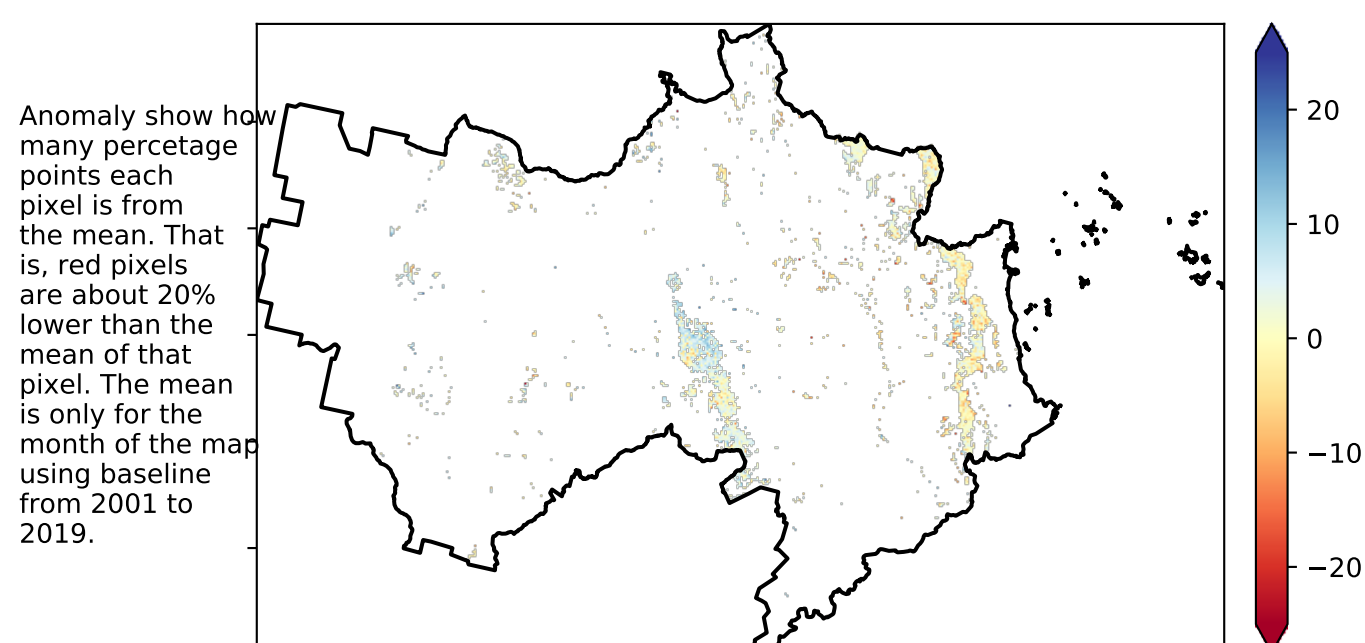 Anomaly show how
many percetage
points each
pixel is from
the mean. That
is, red pixels
are about 20%
lower than the
mean of that
pixel. The mean
is only for the
month of the map
using baseline
from 2001 to
2019.
20
10
0
−10
−20